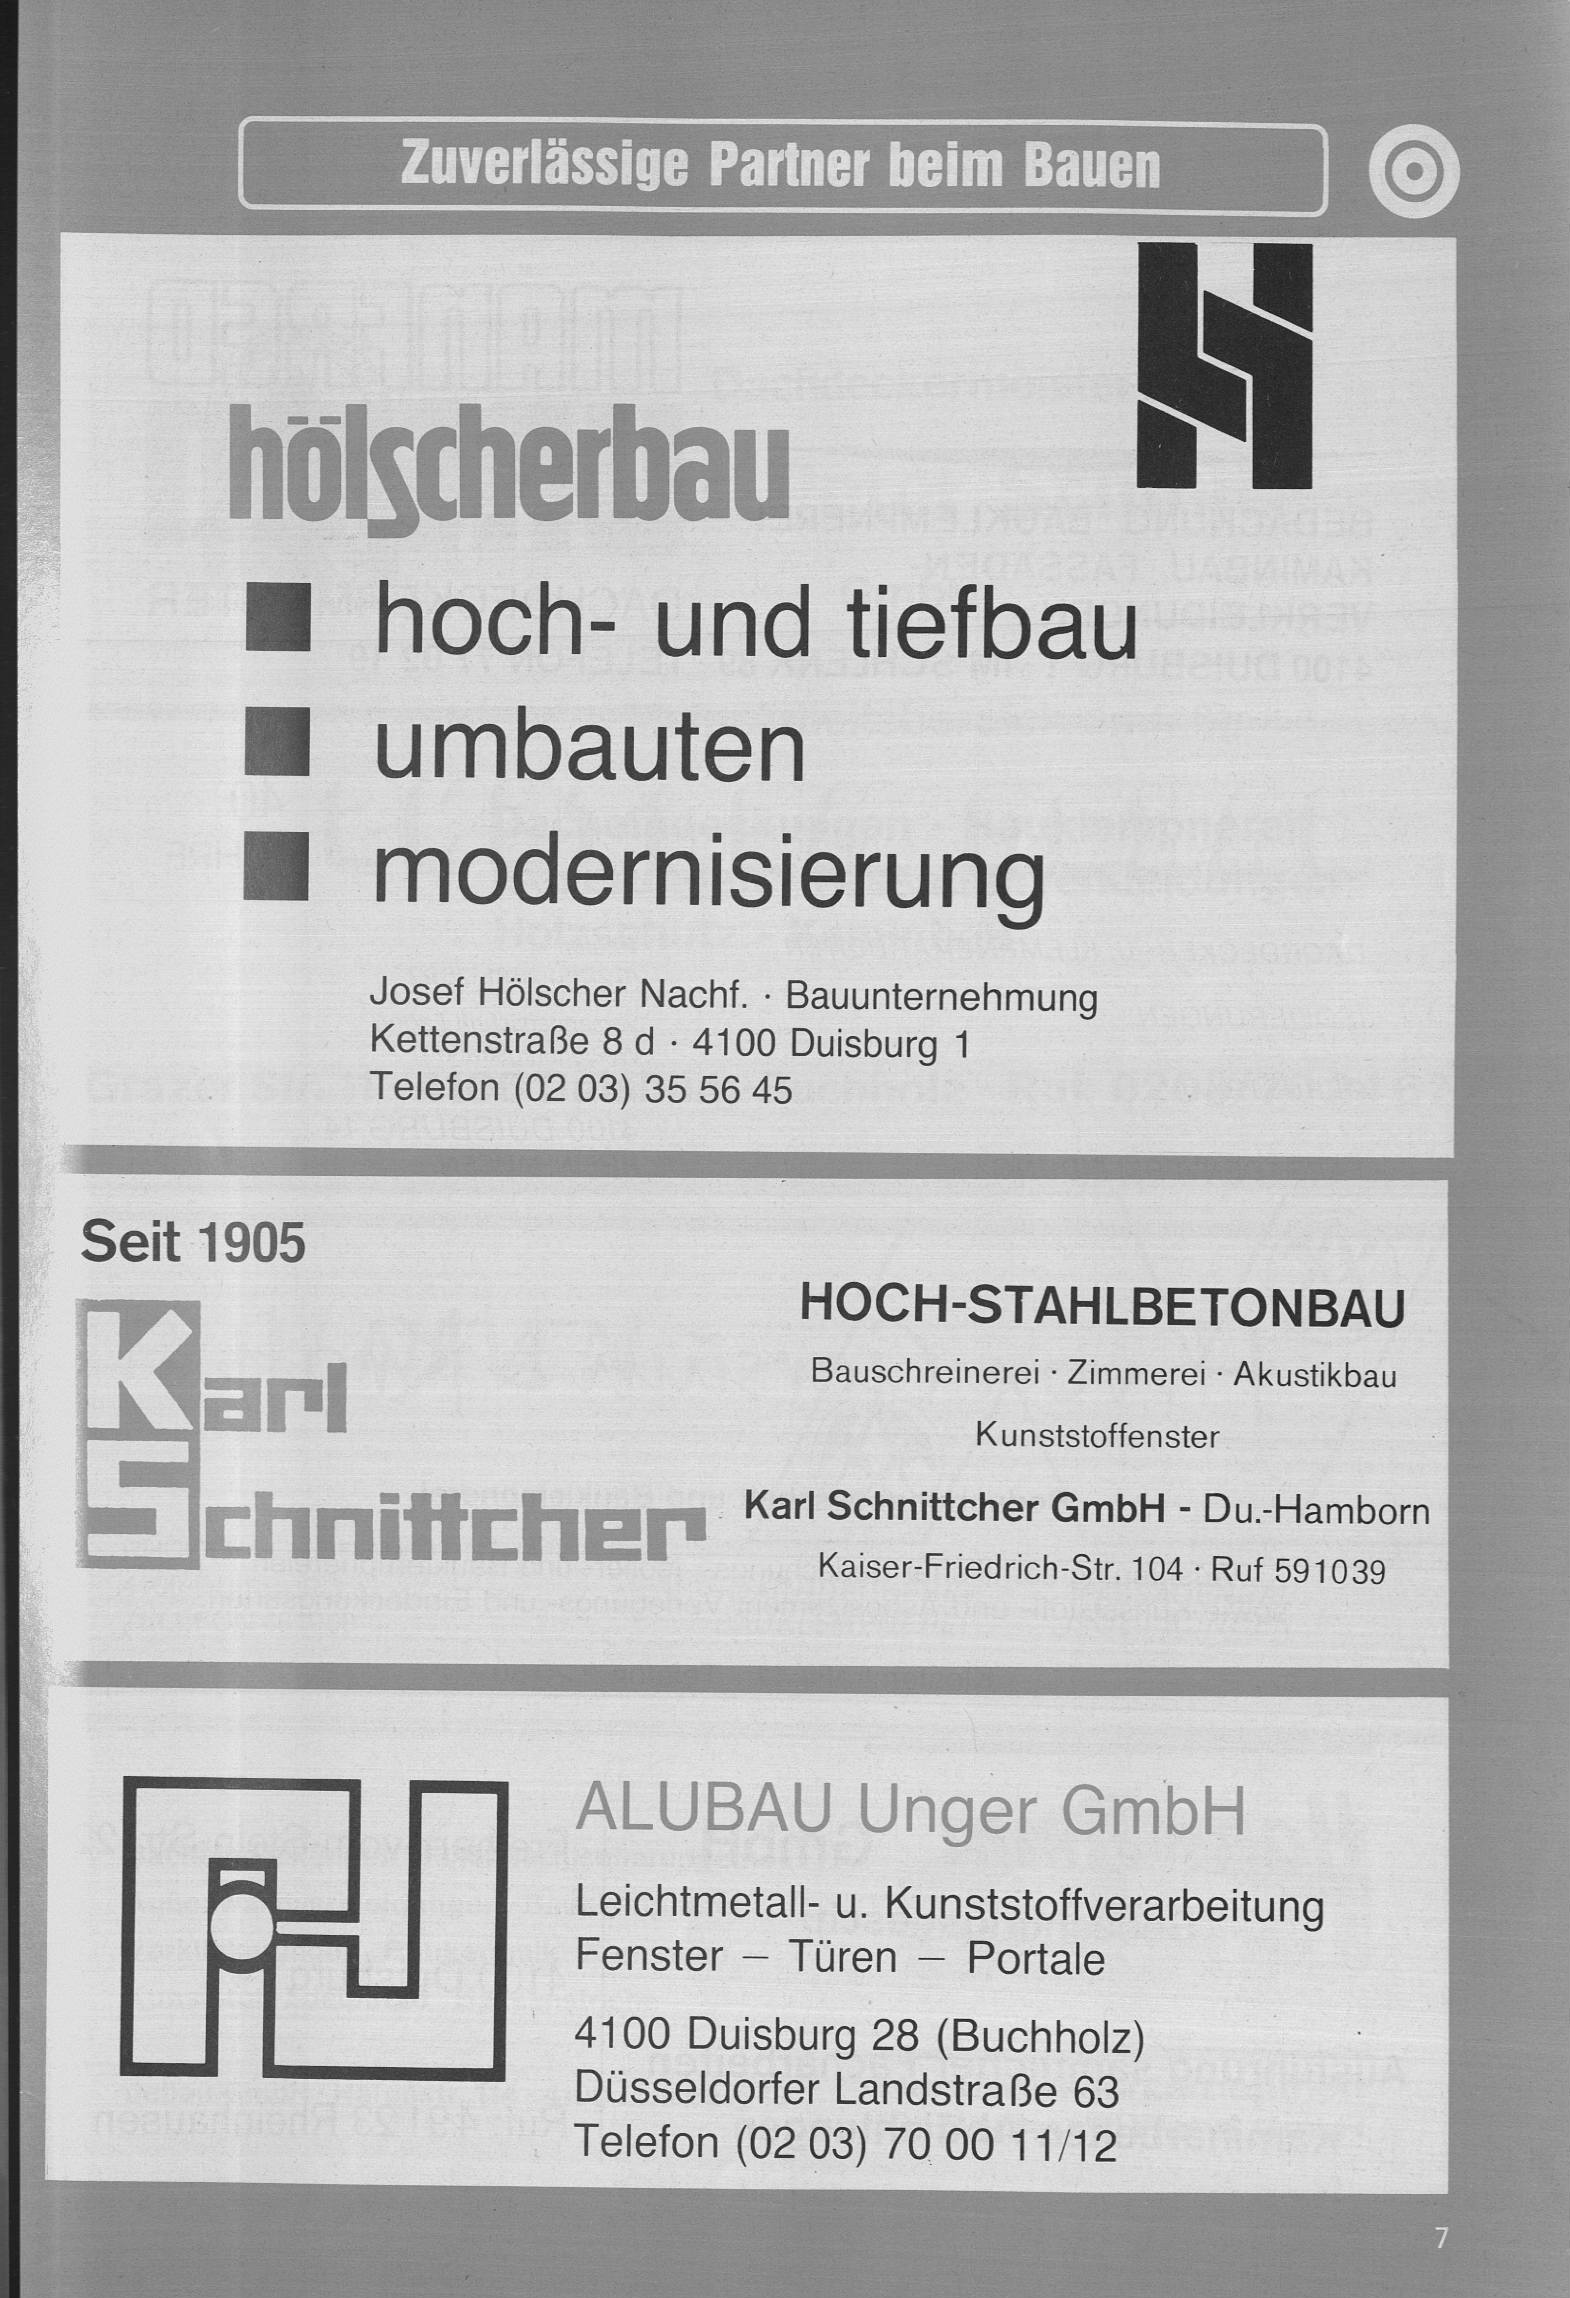 Zuverlässige Partner beim Bauen
hölscherbau
hoch- und tiefbau
umbauten
modernisierung
Josef Hölscher Nachf. · Bauunternehmung
Kettenstraße 8 d · 4100 Duisburg 1
Telefon (02 03) 35 56 45
Seit 1905
Karl
Schnittcher
HOCH-STAHLBETONBAU
Bauschreinerei · Zimmerei · Akustikbau
Kunststoffenster
Karl Schnittcher GmbH - Du.-Hamborn
Kaiser-Friedrich-Str. 104 · Ruf 591039
ALUBAU Unger GmbH
Leichtmetall- u. Kunststoffverarbeitung
Fenster – Türen – Portale
4100 Duisburg 28 (Buchholz)
Düsseldorfer Landstraße 63
Telefon (02 03) 70 00 11/12
7